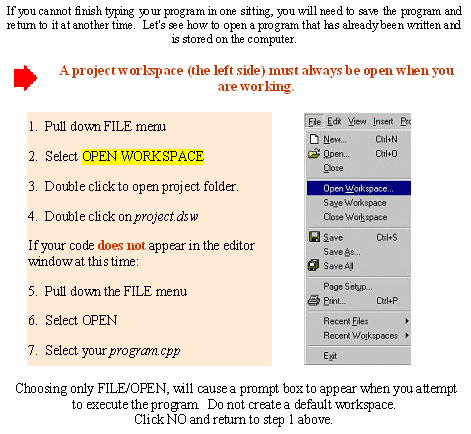 If you cannot finish typing your program in one sitting, you will need to save the program and
return to it at another time.  Let's see how to open a program that has already been written and
is stored on the computer.
A project workspace (the left side) must always be open when you
are working.
1.  Pull down FILE menu
2.  Select OPEN WORKSPACE
3.  Double click to open project folder.
4.  Double click on project.dsw
If your code does not appear in the editor
window at this time:
5.  Pull down the FILE menu
6.  Select OPEN
7.  Select your program.cpp
File Edit View Insert Pro
New... Ctrl+N
Open... Ctrl+O
Close
Open Workspace...
Save Workspace
Close Workspace
Save Ctrl+S
Save As...
Save All
Page Setup...
Print... Ctrl+P
Recent Files
Recent Workspaces
Exit
Choosing only FILE/OPEN, will cause a prompt box to appear when you attempt
to execute the program.  Do not create a default workspace.
Click NO and return to step 1 above.